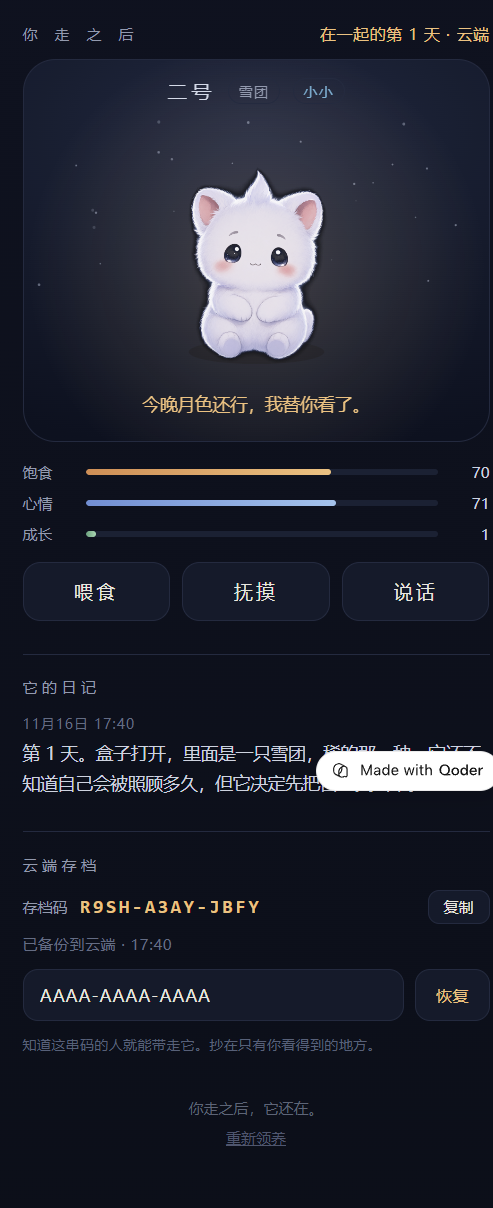 你走之后
在一起的第 1 天 · 云端
二号 雪团 小小
今晚月色还行，我替你看了。
饱食 70
心情 71
成长 1
喂食 抚摸 说话
它的日记
11月16日 17:40
第 1 天。盒子打开，里面是一只雪团，
知道自己会被照顾多久，但它决定先把
Made with Qoder
云端存档
存档码 R9SH-A3AY-JBFY 复制
已备份到云端 · 17:40
AAAA-AAAA-AAAA 恢复
知道这串码的人就能带走它。抄在只有你看得到的地方。
你走之后，它还在。
重新领养